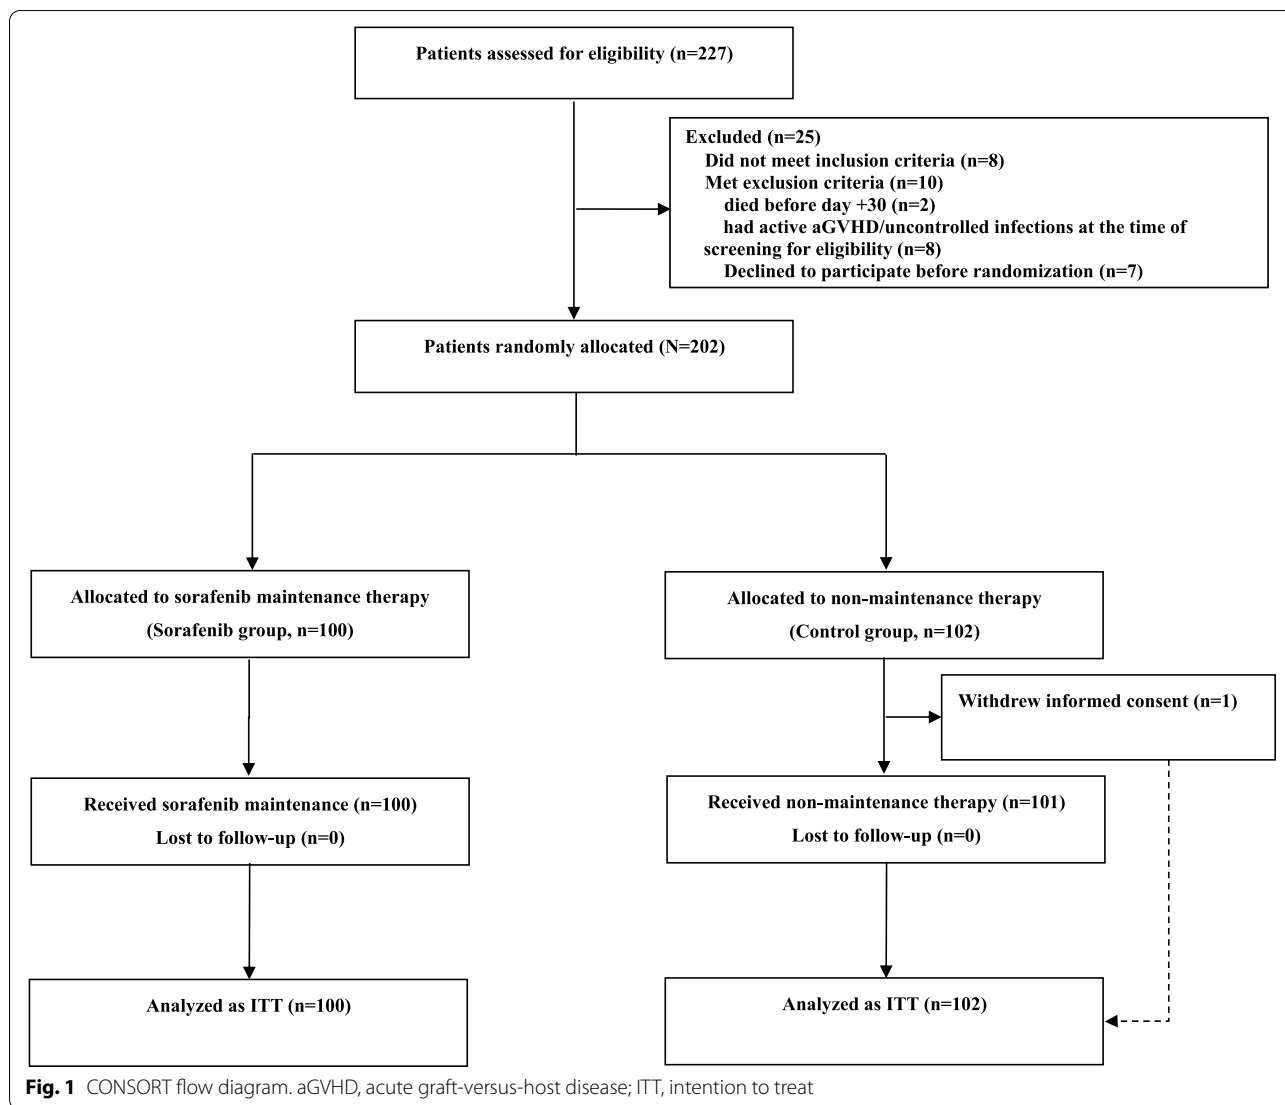 Patients assessed for eligibility (n=227)
Excluded (n=25)
Did not meet inclusion criteria (n=8)
Met exclusion criteria (n=10)
died before day +30 (n=2)
had active aGVHD/uncontrolled infections at the time of
screening for eligibility (n=8)
Declined to participate before randomization (n=7)
Patients randomly allocated (N=202)
Allocated to sorafenib maintenance therapy
(Sorafenib group, n=100)
Allocated to non-maintenance therapy
(Control group, n=102)
Withdrew informed consent (n=1)
Received sorafenib maintenance (n=100)
Lost to follow-up (n=0)
Received non-maintenance therapy (n=101)
Lost to follow-up (n=0)
Analyzed as ITT (n=100)
Analyzed as ITT (n=102)
Fig. 1 CONSORT flow diagram. aGVHD, acute graft-versus-host disease; ITT, intention to treat